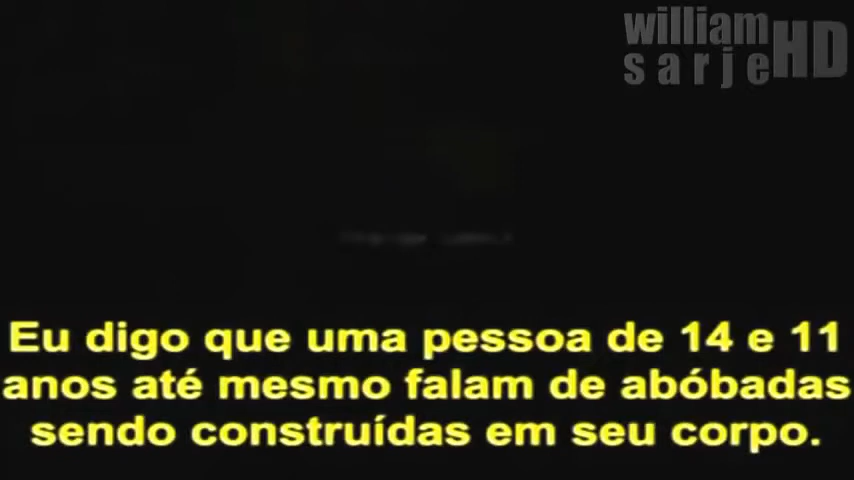 william
sarje HD
Eu digo que uma pessoa de 14 e 11
anos até mesmo falam de abóbadas
sendo construídas em seu corpo.